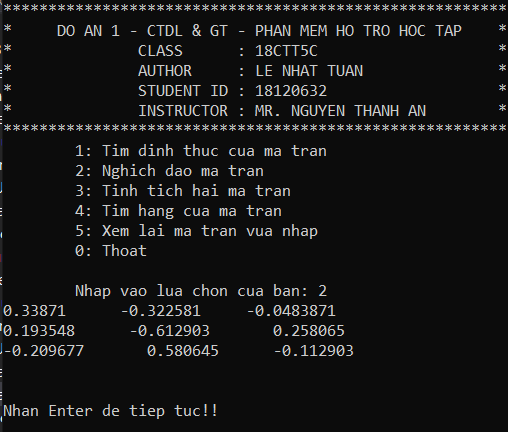 ***************************************************************
* DO AN 1 - CTDL & GT - PHAN MEM HO TRO HOC TAP *
* CLASS : 18CTT5C *
* AUTHOR : LE NHAT TUAN *
* STUDENT ID : 18120632 *
* INSTRUCTOR : MR. NGUYEN THANH AN *
***************************************************************
1: Tim dinh thuc cua ma tran
2: Nghich dao ma tran
3: Tinh tich hai ma tran
4: Tim hang cua ma tran
5: Xem lai ma tran vua nhap
0: Thoat
Nhap vao lua chon cua ban: 2
0.33871 -0.322581 -0.0483871
0.193548 -0.612903 0.258065
-0.209677 0.580645 -0.112903
Nhan Enter de tiep tuc!!